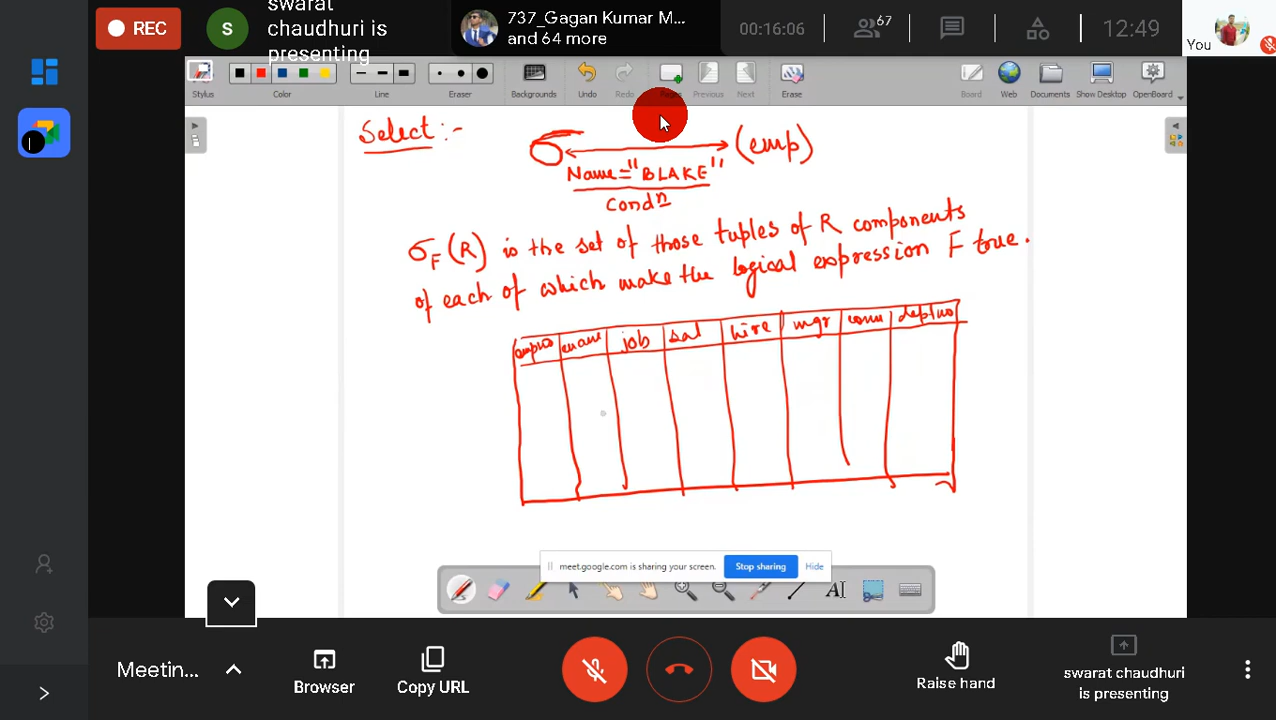 REC
S
swarat
chaudhuri is
presenting
737_Gagan Kumar M...
and 64 more
00:16:06
67
12:49
You
Stylus
Color
Line
Eraser
Backgrounds
Undo
Redo
Pages
Previous
Next
Erase
Board
Web
Documents
Show Desktop
OpenBoard
Select :-
σ (emp)
Name="BLAKE"
Condn
σF(R) is the set of those tuples of R components
of each of which make the logical expression F true.
empno ename job sal hire mgr comm deptno
meet.google.com is sharing your screen.
Stop sharing
Hide
AI
Meetin...
Browser
Copy URL
Raise hand
swarat chaudhuri
is presenting